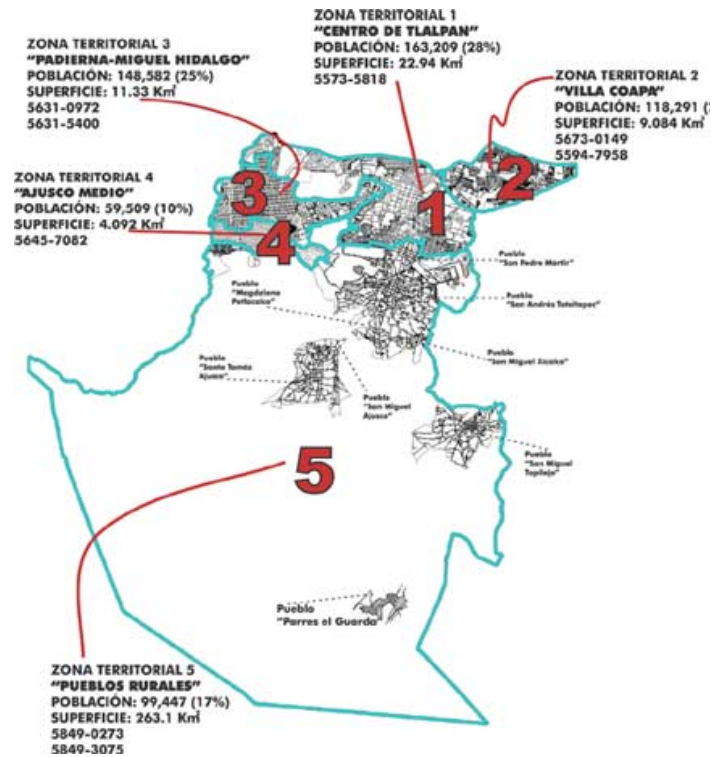 ZONA TERRITORIAL 1
"CENTRO DE TLALPAN"
POBLACIÓN: 163,209 (28%)
SUPERFICIE: 22.94 Km²
5573-5818
ZONA TERRITORIAL 3
"PADIERNA-MIGUEL HIDALGO"
POBLACIÓN: 148,582 (25%)
SUPERFICIE: 11.33 Km²
5631-0972
5631-5400
ZONA TERRITORIAL 2
"VILLA COAPA"
POBLACIÓN: 118,291
SUPERFICIE: 9.084 Km²
5673-0149
5594-7958
ZONA TERRITORIAL 4
"AJUSCO MEDIO"
POBLACIÓN: 59,509 (10%)
SUPERFICIE: 4.092 Km²
5645-7082
3
2
1
4
Pueblo
"San Pedro Mártir"
Pueblo
"Magdalena
Petlacalco"
Pueblo
"San Andrés Totoltepec"
Pueblo
"San Miguel Xicalco"
Pueblo
"Santo Tomás
Ajusco"
Pueblo
"San Miguel
Ajusco"
Pueblo
"San Miguel
Topilejo"
5
Pueblo
"Parres el Guarda"
ZONA TERRITORIAL 5
"PUEBLOS RURALES"
POBLACIÓN: 99,447 (17%)
SUPERFICIE: 263.1 Km²
5849-0273
5849-3075